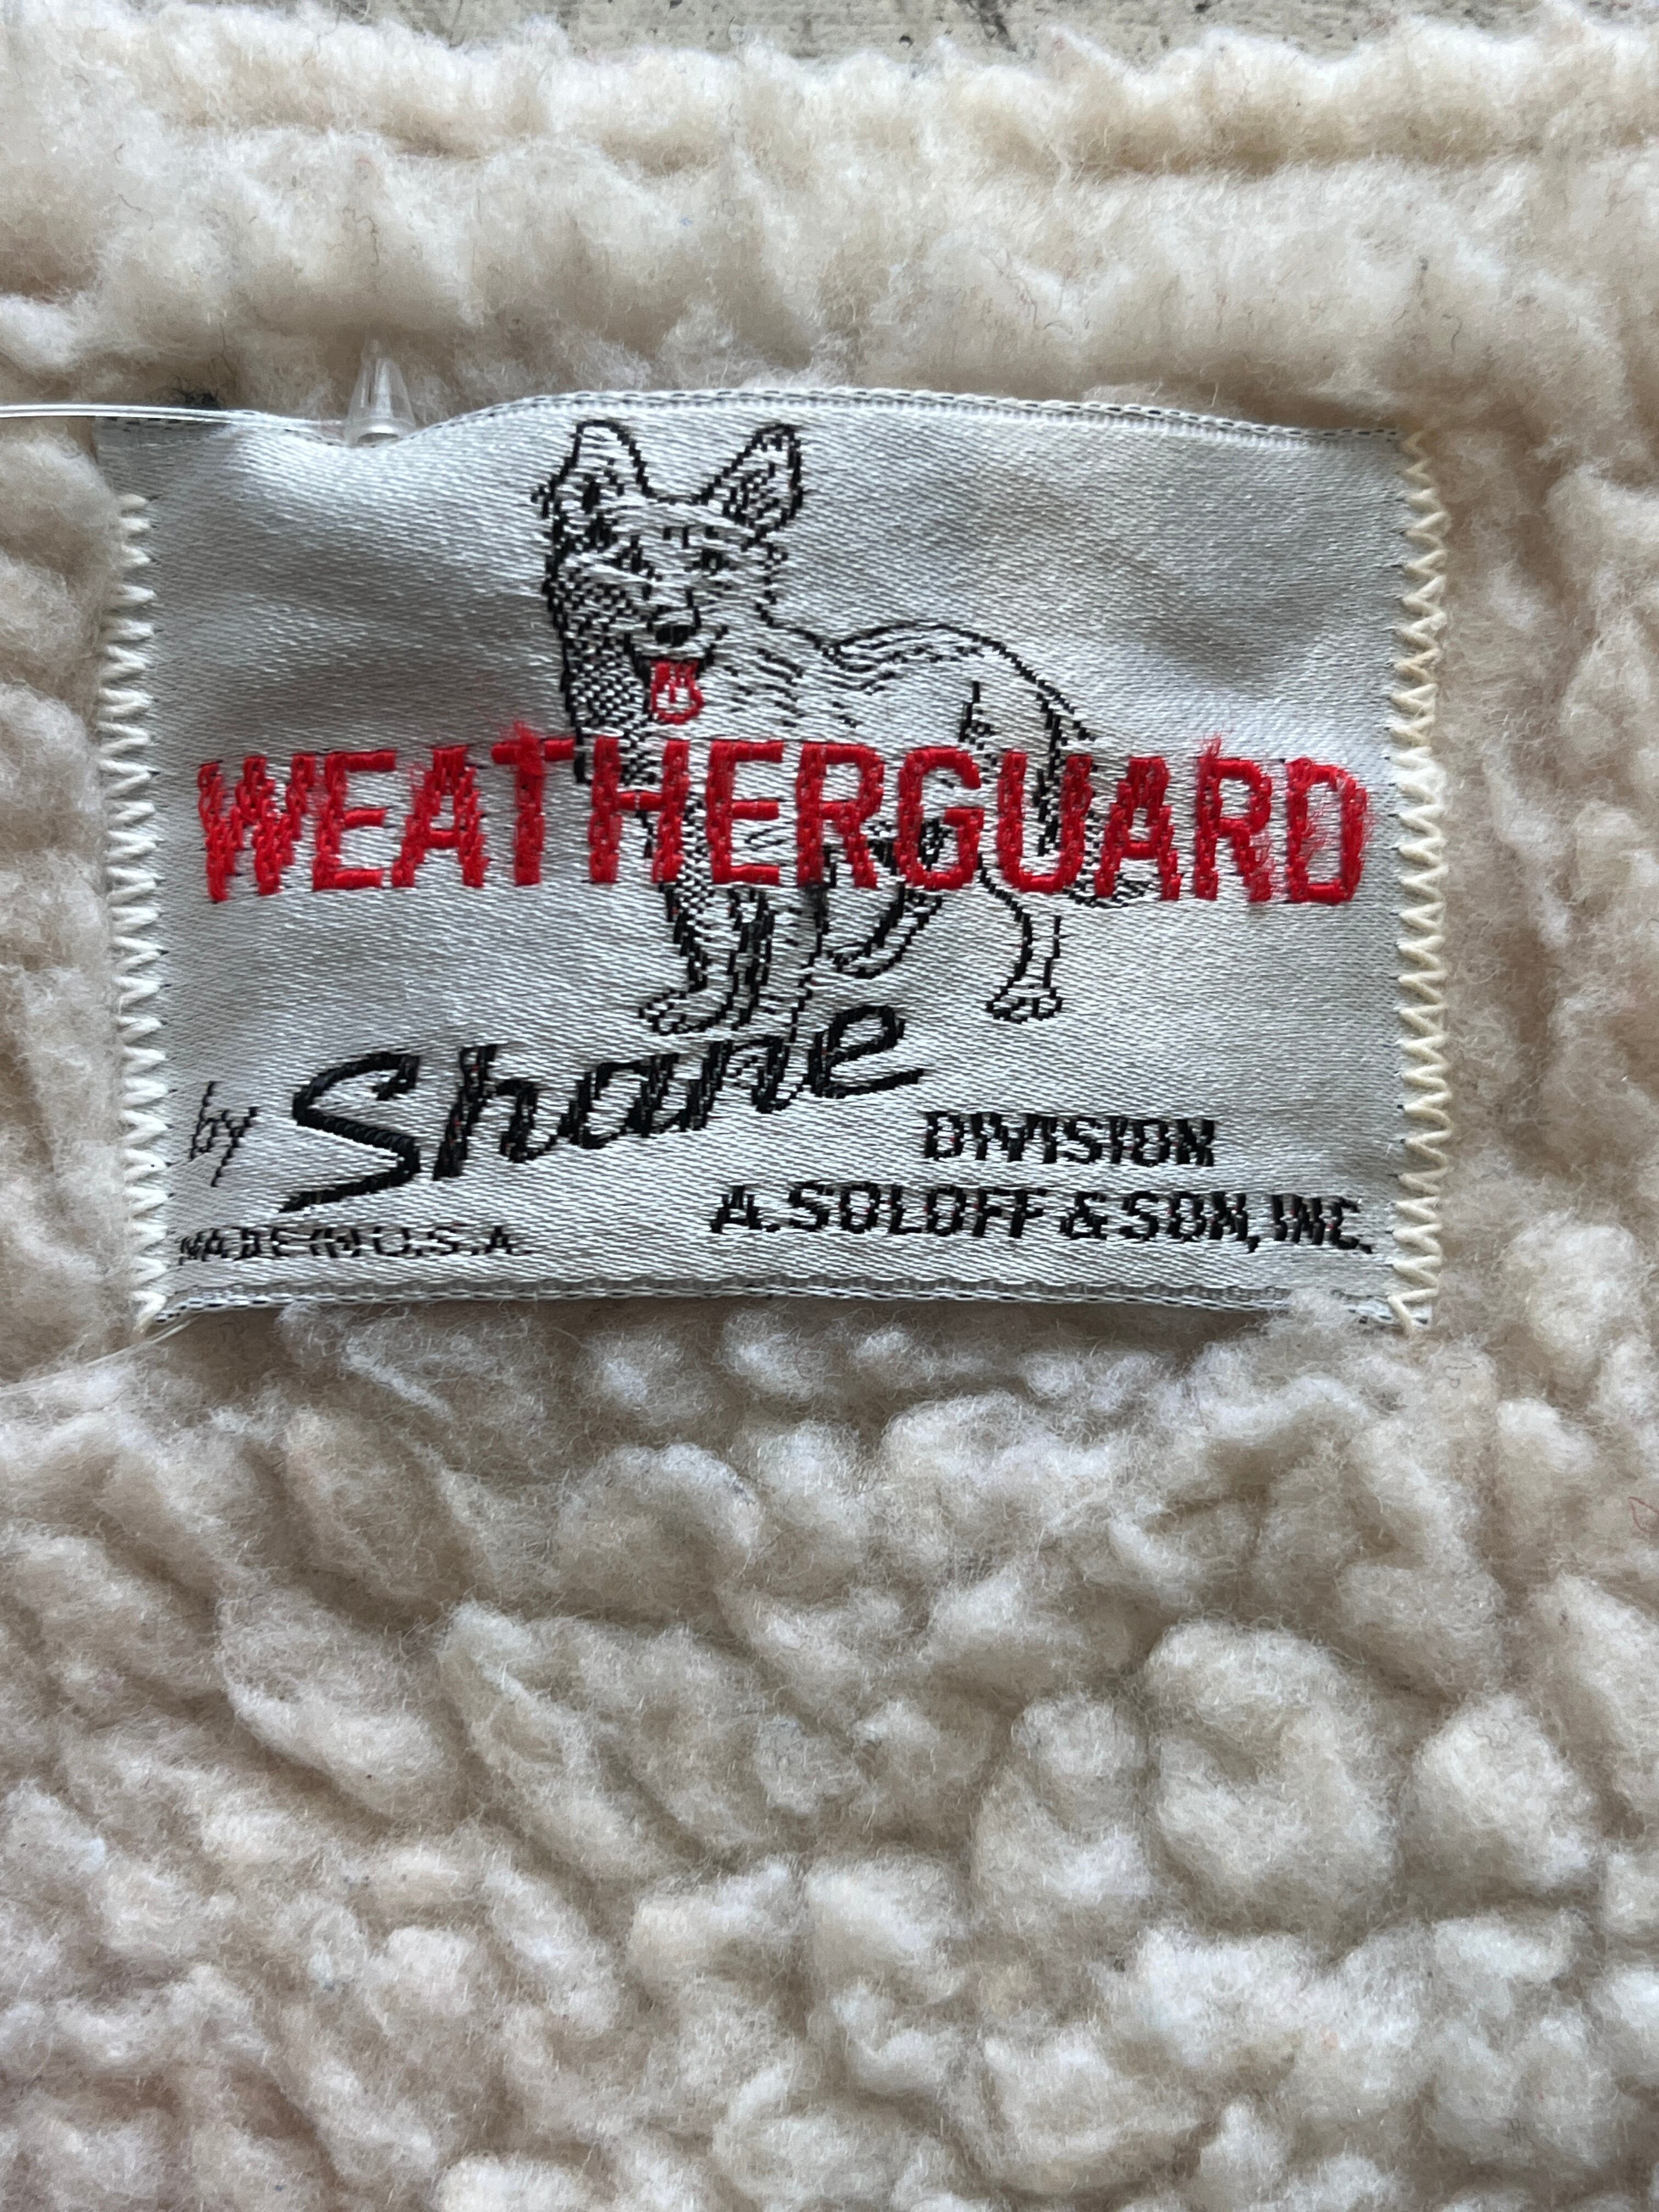 WEATHERGUARD
by Shane
DIVISION
A. SOLOFF & SON, INC.
MADE IN U.S.A.